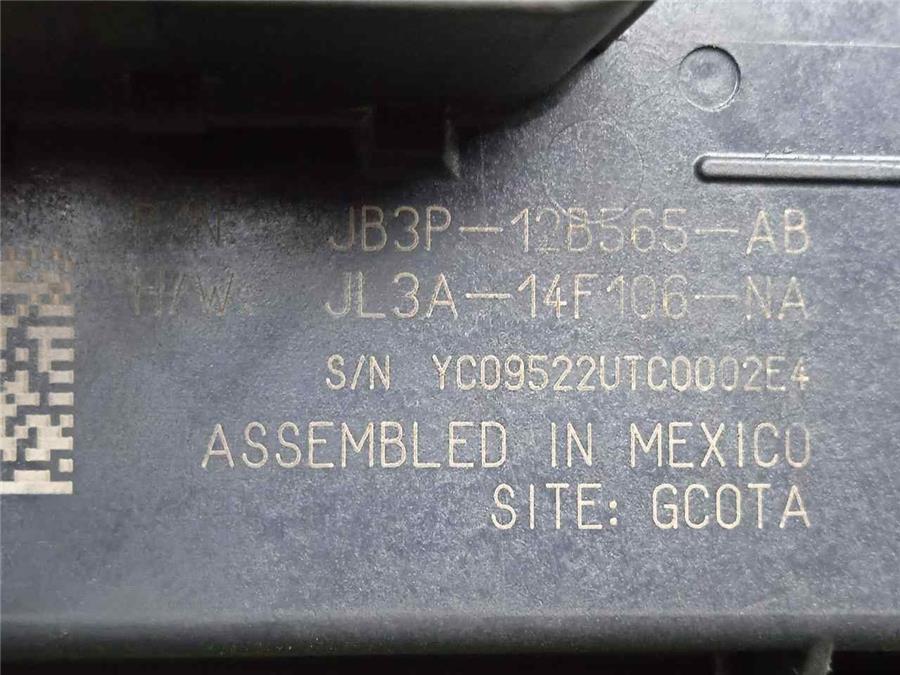 P/N: JB3P-12B565-AB
H/W: JL3A-14F106-NA
S/N YC09522UTC0002E4
ASSEMBLED IN MEXICO
SITE: GCOTA